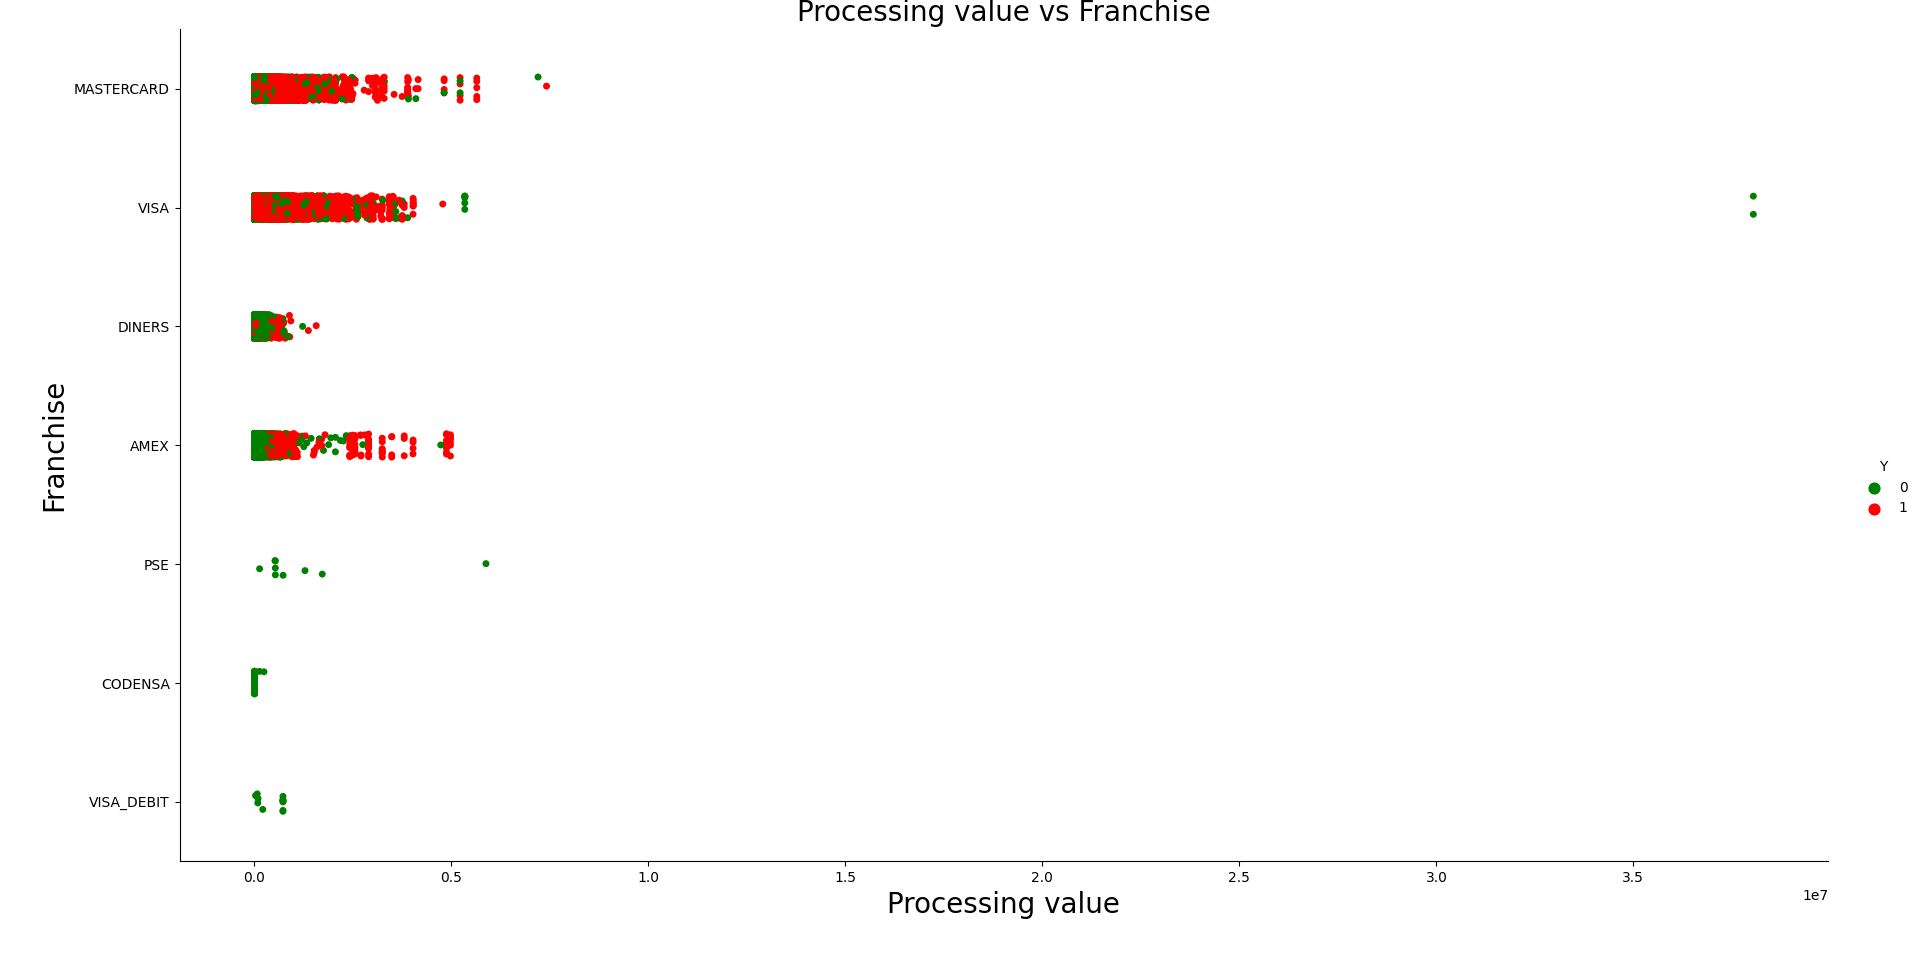 Processing value vs Franchise
MASTERCARD
VISA
DINERS
AMEX
PSE
CODENSA
VISA_DEBIT
Franchise
Y
0
1
0.0 0.5 1.0 1.5 2.0 2.5 3.0 3.5
1e7
Processing value